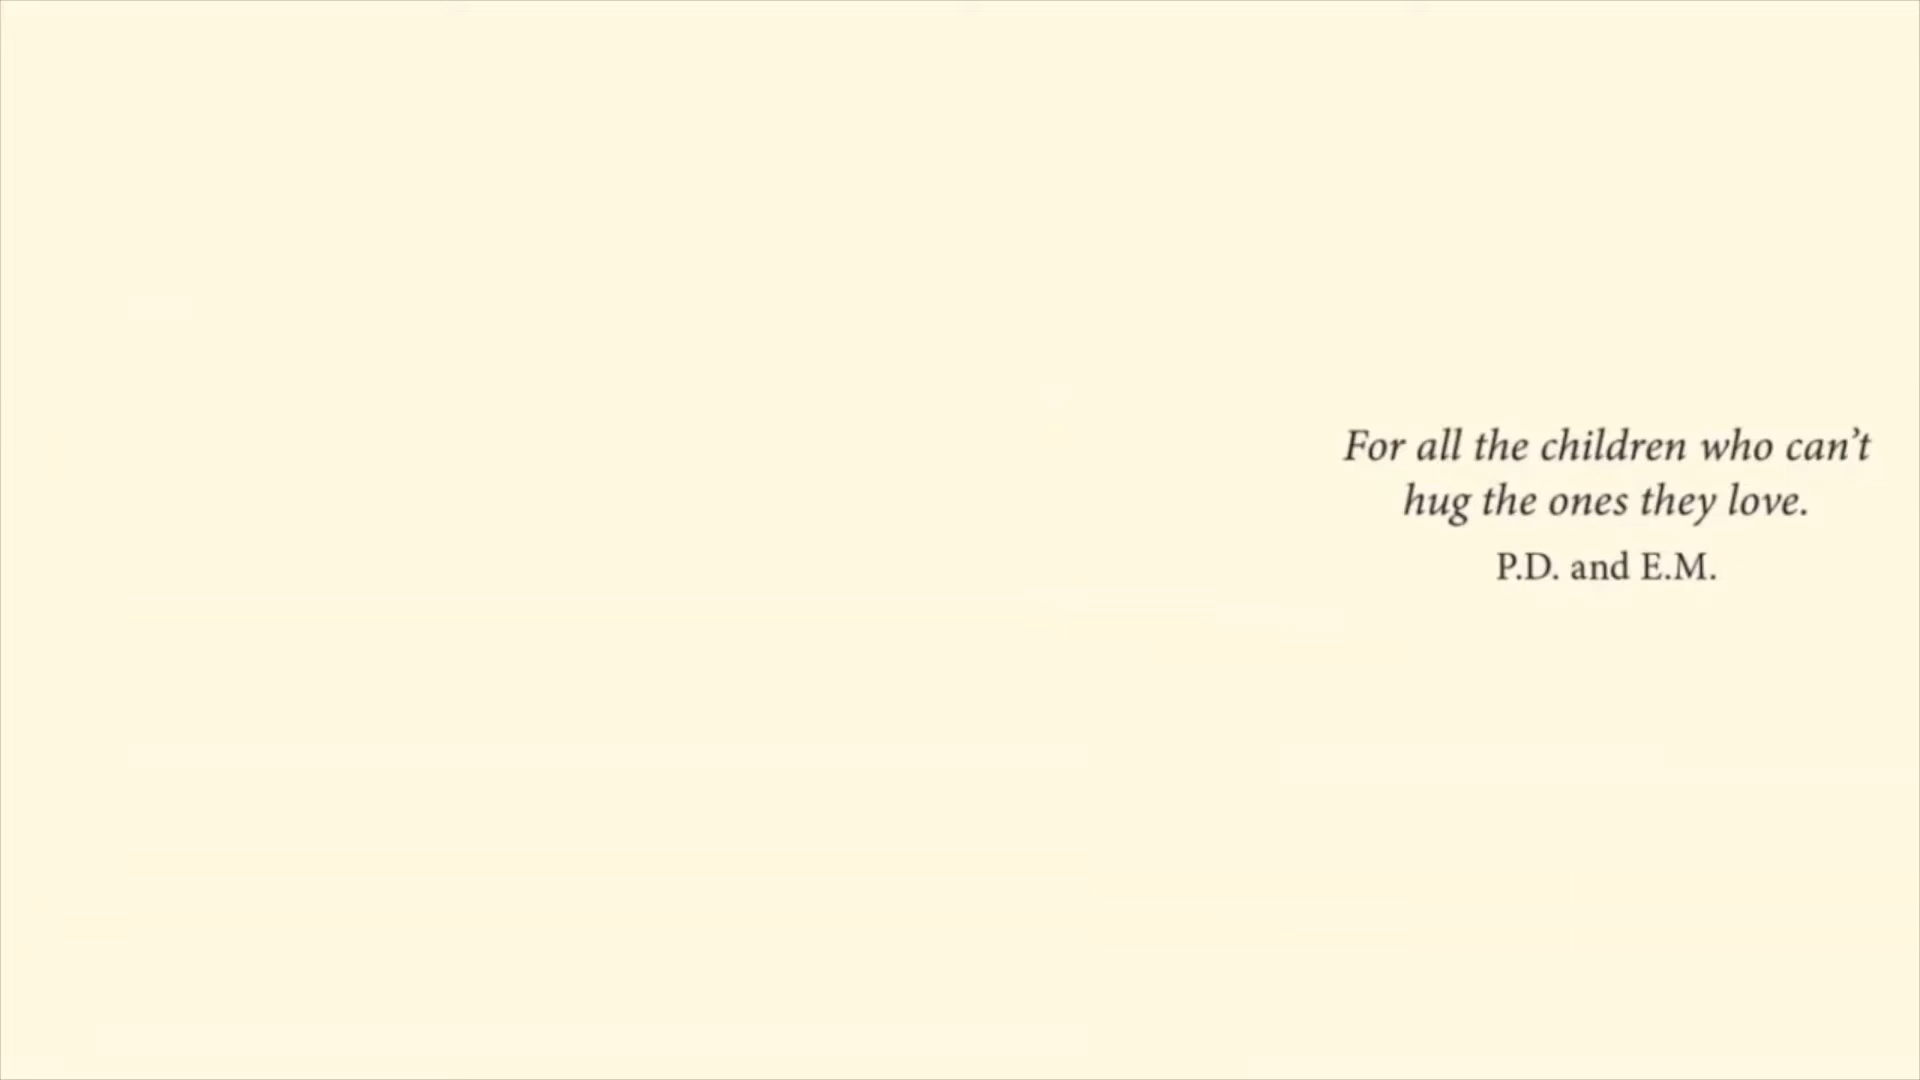 For all the children who can’t
hug the ones they love.
P.D. and E.M.